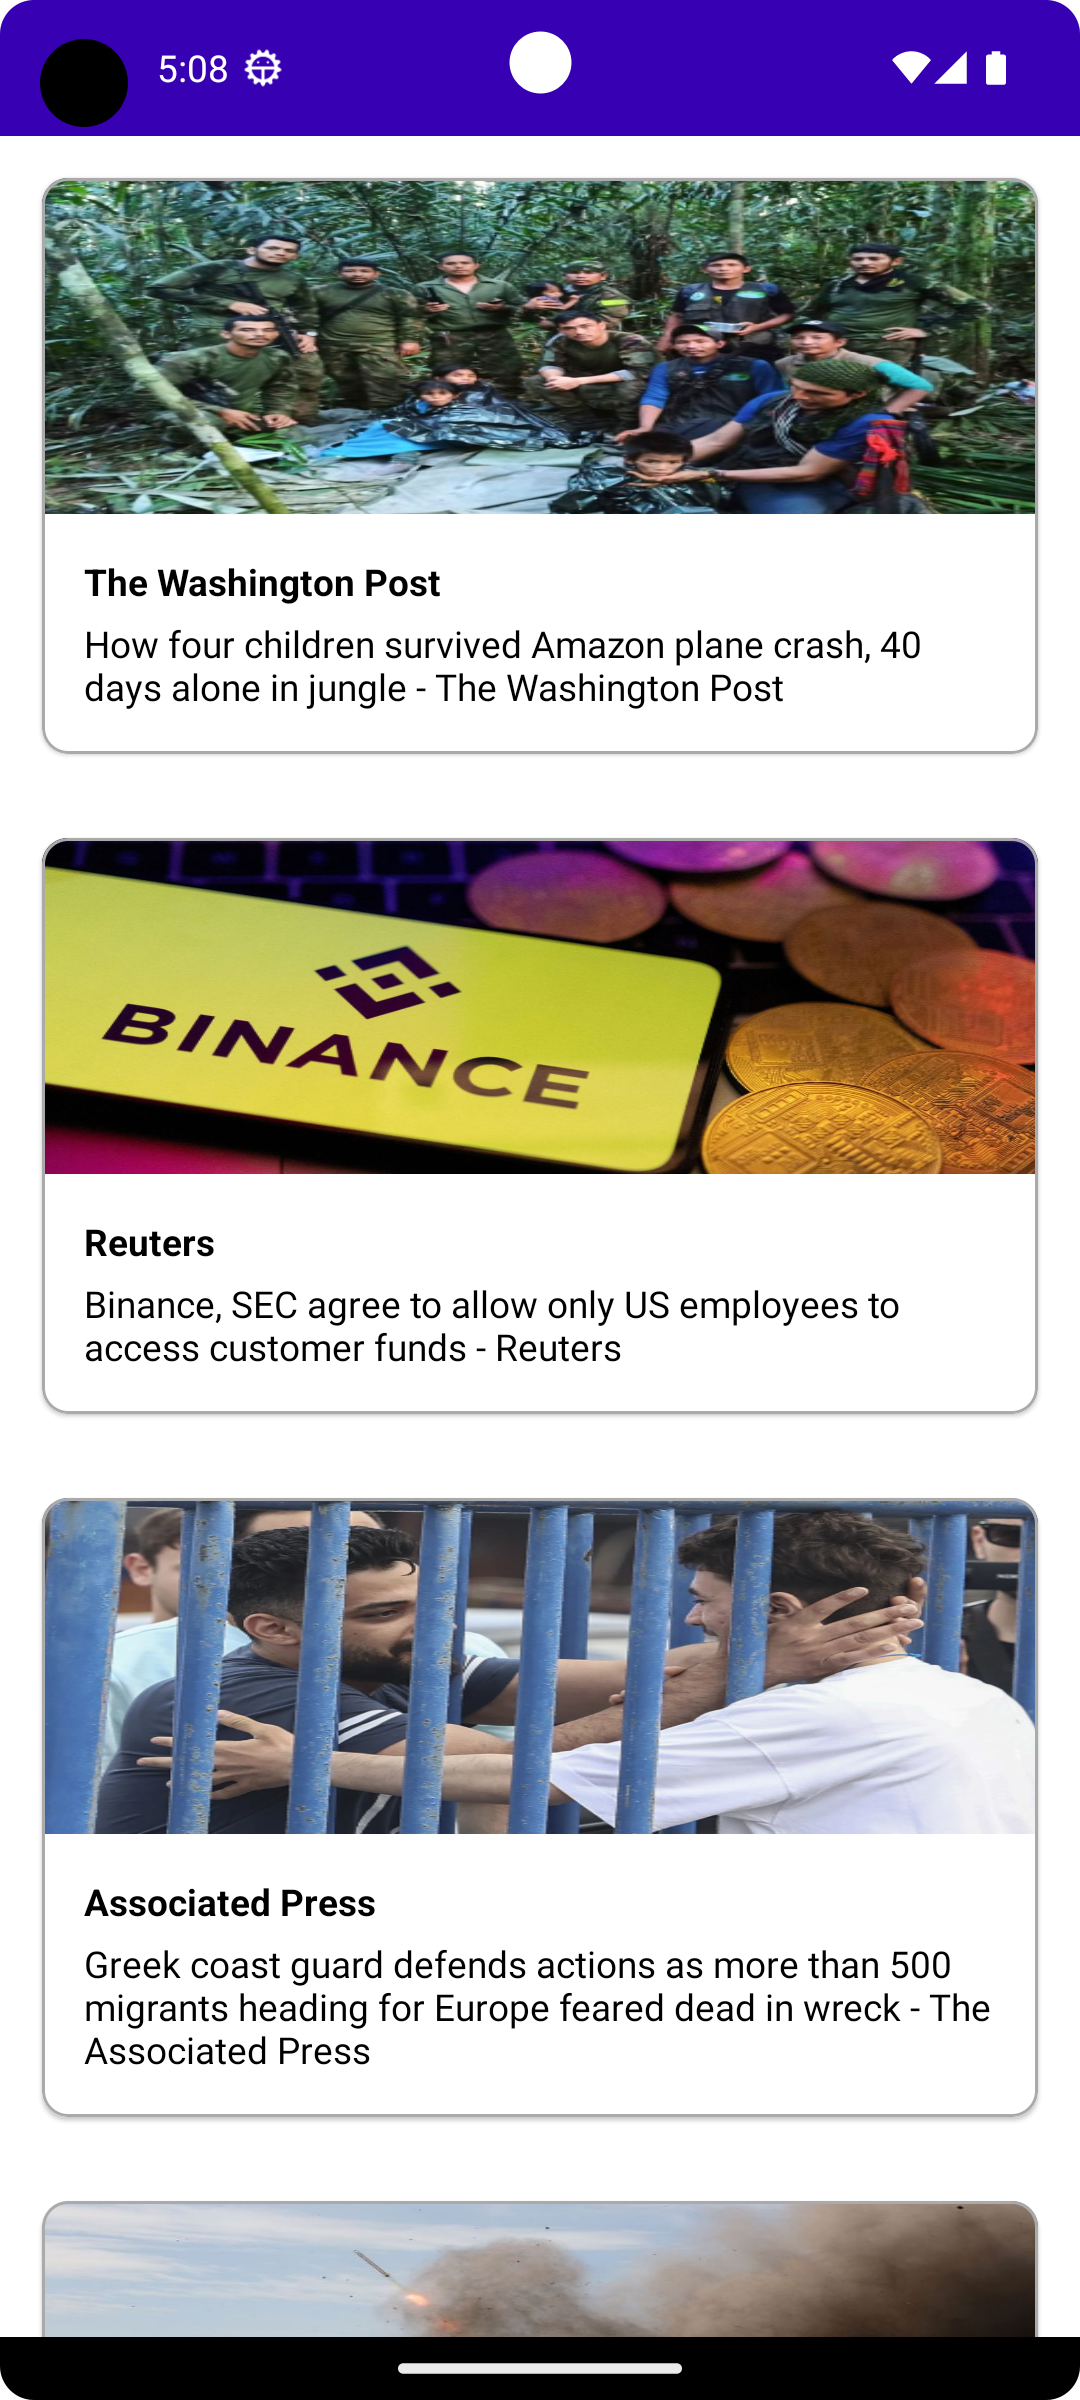 5:08
The Washington Post
How four children survived Amazon plane crash, 40
days alone in jungle - The Washington Post
BINANCE
Reuters
Binance, SEC agree to allow only US employees to
access customer funds - Reuters
Associated Press
Greek coast guard defends actions as more than 500
migrants heading for Europe feared dead in wreck - The
Associated Press